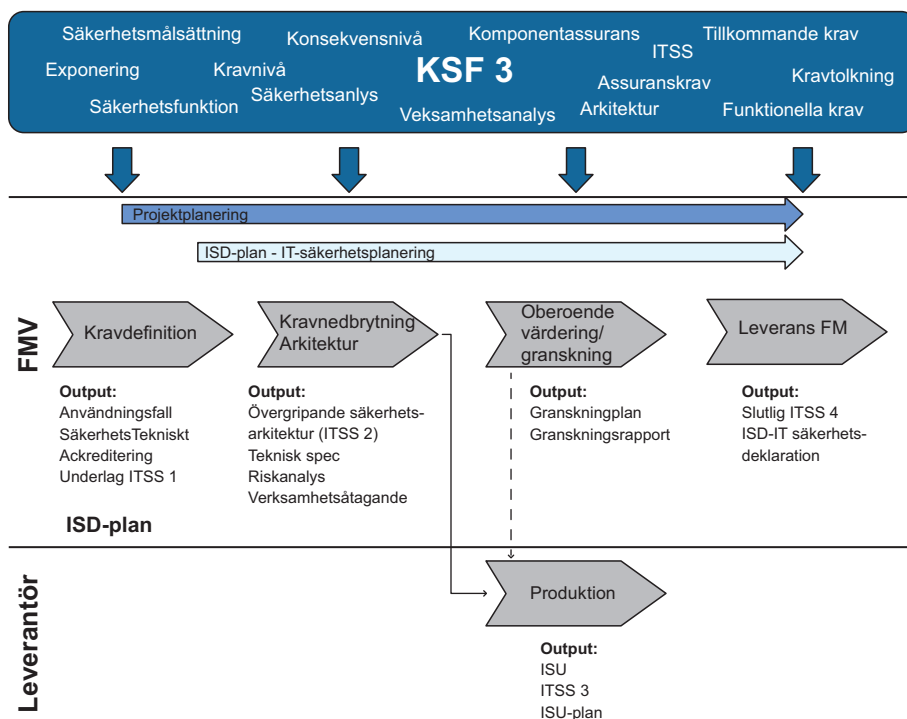 Säkerhetsmålsättning
Konsekvensnivå
Komponentassurans
Tillkommande krav
ITSS
Exponering
Kravnivå
KSF 3
Assuranskrav
Kravtolkning
Säkerhetsfunktion
Säkerhetsanlys
Veksamhetsanalys
Arkitektur
Funktionella krav
Projektplanering
ISD-plan - IT-säkerhetsplanering
FMV
Kravdefinition
Output:
Användningsfall
SäkerhetsTekniskt
Ackreditering
Underlag ITSS 1
ISD-plan
Kravnedbrytning
Arkitektur
Output:
Övergripande säkerhets-
arkitektur (ITSS 2)
Teknisk spec
Riskanalys
Verksamhetsåtagande
Oberoende
värdering/
granskning
Output:
Granskningplan
Granskningsrapport
Leverans FM
Output:
Slutlig ITSS 4
ISD-IT säkerhets-
deklaration
Leverantör
Produktion
Output:
ISU
ITSS 3
ISU-plan